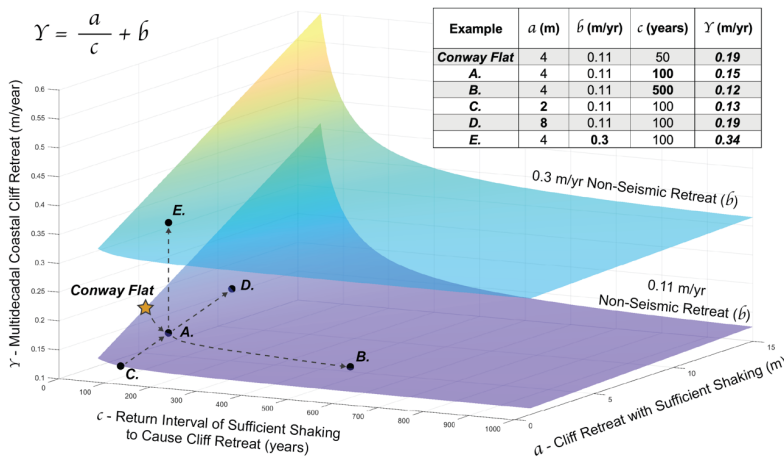 ϒ = a / c + b
Example a (m) b (m/yr) c (years) ϒ (m/yr)
Conway Flat 4 0.11 50 0.19
A. 4 0.11 100 0.15
B. 4 0.11 500 0.12
C. 2 0.11 100 0.13
D. 8 0.11 100 0.19
E. 4 0.3 100 0.34
ϒ - Multidecadal Coastal Cliff Retreat (m/year)
0.6
0.55
0.5
0.45
0.4
0.35
0.3
0.25
0.2
0.15
0.1
0.3 m/yr Non-Seismic Retreat (b)
0.11 m/yr
Non-Seismic Retreat (b)
E.
D.
Conway Flat
A.
B.
C.
0 100 200 300 400 500 600 700 800 900 1000
c - Return Interval of Sufficient Shaking
to Cause Cliff Retreat (years)
0 5 10 15
a - Cliff Retreat with Sufficient Shaking (m)